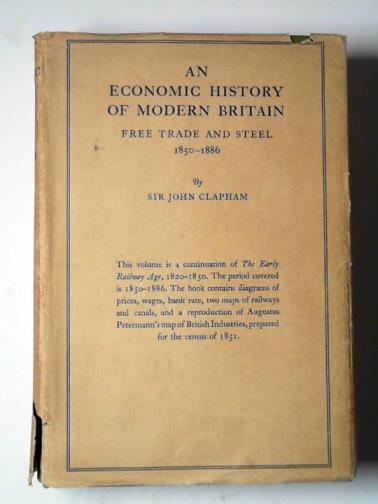 AN
ECONOMIC HISTORY
OF MODERN BRITAIN
FREE TRADE AND STEEL
1850–1886
By
SIR JOHN CLAPHAM
This volume is a continuation of The Early
Railway Age, 1820–1850. The period covered
is 1850–1886. The book contains diagrams of
prices, wages, bank rate, two maps of railways
and canals, and a reproduction of Augustus
Petermann's map of British Industries, prepared
for the census of 1851.